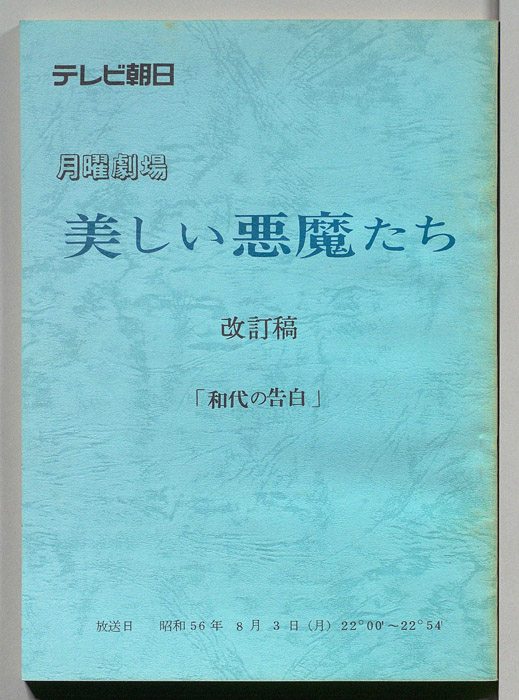 テレビ朝日
月曜劇場
美しい悪魔たち
改訂稿
「和代の告白」
放送日 昭和56年 8月 3日(月) 22°00'~22°54'